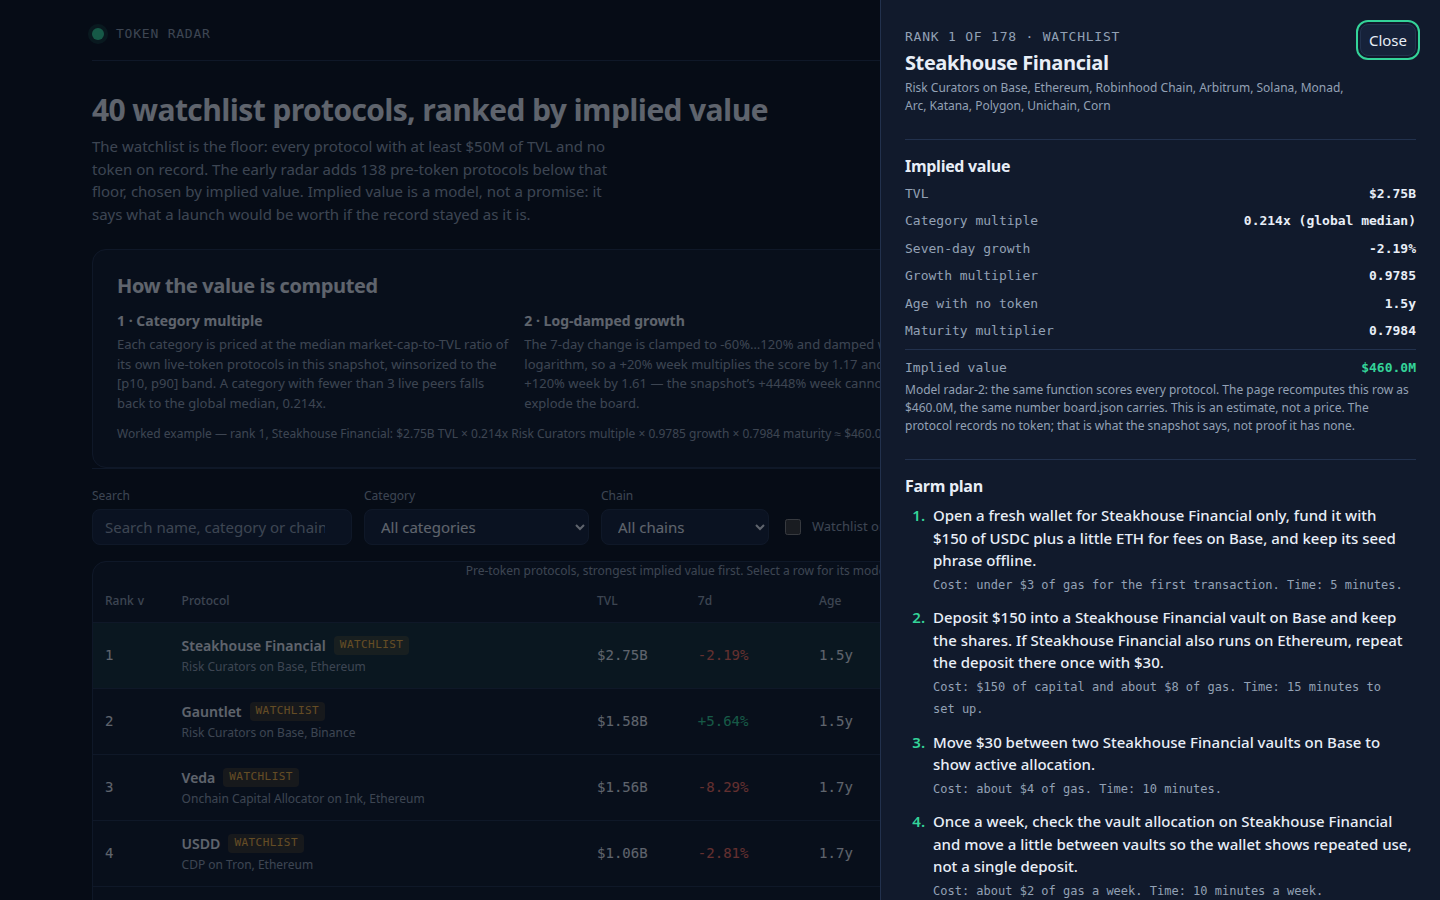 TOKEN RADAR
40 watchlist protocols, ranked by implied value
The watchlist is the floor: every protocol with at least $50M of TVL and no
token on record. The early radar adds 138 pre-token protocols below that
floor, chosen by implied value. Implied value is a model, not a promise: it
says what a launch would be worth if the record stayed as it is.
How the value is computed
1 · Category multiple
Each category is priced at the median market-cap-to-TVL ratio of
its own live-token protocols in this snapshot, winsorized to the
[p10, p90] band. A category with fewer than 3 live peers falls
back to the global median, 0.214x.
2 · Log-damped growth
The 7-day change is clamped to -60%...120% and damped
logarithm, so a +20% week multiplies the score by 1.17 and
+120% week by 1.61 — the snapshot's +4448% week cannot
explode the board.
Worked example — rank 1, Steakhouse Financial: $2.75B TVL × 0.214x Risk Curators multiple × 0.9785 growth × 0.7984 maturity ≈ $460.0
Search
Search name, category or chain
Category
All categories
Chain
All chains
Watchlist
Pre-token protocols, strongest implied value first. Select a row for its
Rank v Protocol TVL 7d Age
1 Steakhouse Financial WATCHLIST $2.75B -2.19% 1.5y
Risk Curators on Base, Ethereum
2 Gauntlet WATCHLIST $1.58B +5.64% 1.5y
Risk Curators on Base, Binance
3 Veda WATCHLIST $1.56B -8.29% 1.7y
Onchain Capital Allocator on Ink, Ethereum
4 USDD WATCHLIST $1.06B -2.81% 1.7y
CDP on Tron, Ethereum
RANK 1 OF 178 · WATCHLIST
Close
Steakhouse Financial
Risk Curators on Base, Ethereum, Robinhood Chain, Arbitrum, Solana, Monad,
Arc, Katana, Polygon, Unichain, Corn
Implied value
TVL $2.75B
Category multiple 0.214x (global median)
Seven-day growth -2.19%
Growth multiplier 0.9785
Age with no token 1.5y
Maturity multiplier 0.7984
Implied value $460.0M
Model radar-2: the same function scores every protocol. The page recomputes this row as
$460.0M, the same number board.json carries. This is an estimate, not a price. The
protocol records no token; that is what the snapshot says, not proof it has none.
Farm plan
1. Open a fresh wallet for Steakhouse Financial only, fund it with
$150 of USDC plus a little ETH for fees on Base, and keep its seed
phrase offline.
Cost: under $3 of gas for the first transaction. Time: 5 minutes.
2. Deposit $150 into a Steakhouse Financial vault on Base and keep
the shares. If Steakhouse Financial also runs on Ethereum, repeat
the deposit there once with $30.
Cost: $150 of capital and about $8 of gas. Time: 15 minutes to
set up.
3. Move $30 between two Steakhouse Financial vaults on Base to
show active allocation.
Cost: about $4 of gas. Time: 10 minutes.
4. Once a week, check the vault allocation on Steakhouse Financial
and move a little between vaults so the wallet shows repeated use,
not a single deposit.
Cost: about $2 of gas a week. Time: 10 minutes a week.